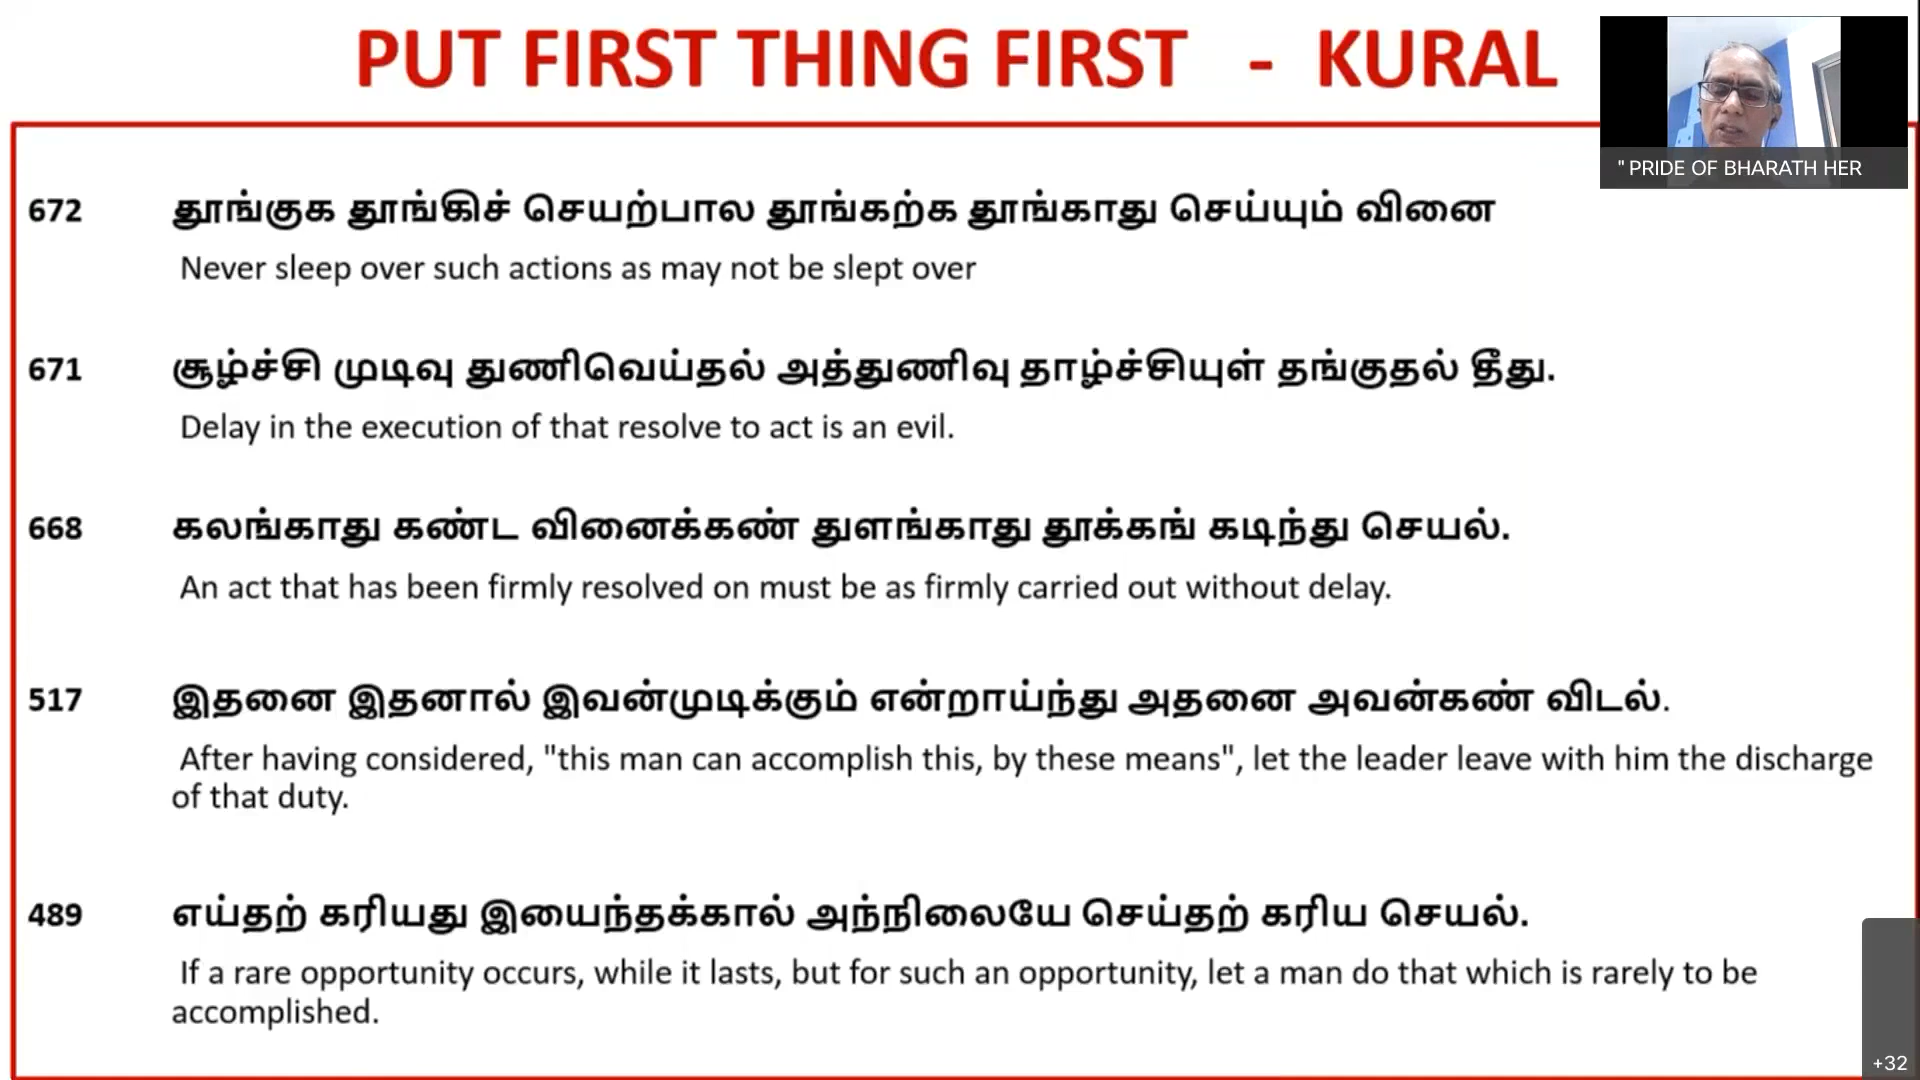 PUT FIRST THING FIRST - KURAL
" PRIDE OF BHARATH HER
672 தூங்குக தூங்கிச் செயற்பால தூங்கற்க தூங்காது செய்யும் வினை
Never sleep over such actions as may not be slept over
671 சூழ்ச்சி முடிவு துணிவெய்தல் அத்துணிவு தாழ்ச்சியுள் தங்குதல் தீது.
Delay in the execution of that resolve to act is an evil.
668 கலங்காது கண்ட வினைக்கண் துளங்காது தூக்கங் கடிந்து செயல்.
An act that has been firmly resolved on must be as firmly carried out without delay.
517 இதனை இதனால் இவன்முடிக்கும் என்றாய்ந்து அதனை அவன்கண் விடல்.
After having considered, "this man can accomplish this, by these means", let the leader leave with him the discharge
of that duty.
489 எய்தற் கரியது இயைந்தக்கால் அந்நிலையே செய்தற் கரிய செயல்.
If a rare opportunity occurs, while it lasts, but for such an opportunity, let a man do that which is rarely to be
accomplished.
+32